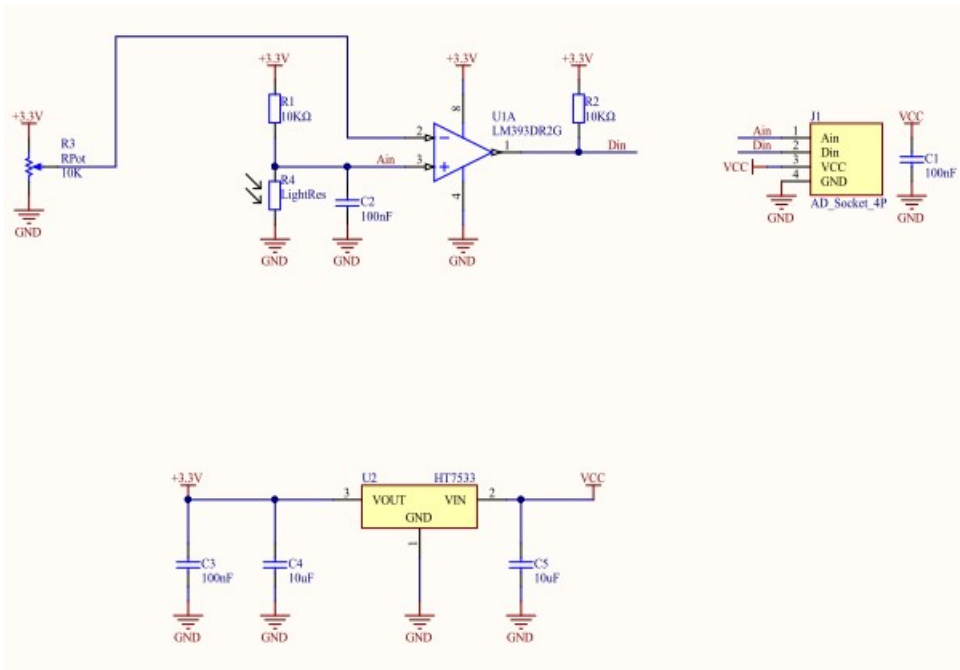 +3.3V
R3
RPot
10K
GND
+3.3V
R1
10KΩ
Ain
R4
LightRes
GND
C2
100nF
GND
+3.3V
8
U1A
LM393DR2G
2
3
1
4
GND
+3.3V
R2
10KΩ
Din
J1
Ain 1 Ain
Din 2 Din
VCC 3 VCC
4 GND
GND
AD_Socket_4P
VCC
C1
100nF
GND
+3.3V
U2 HT7533
VCC
3 VOUT VIN 2
GND
1
C3
100nF
GND
C4
10uF
GND
GND
C5
10uF
GND